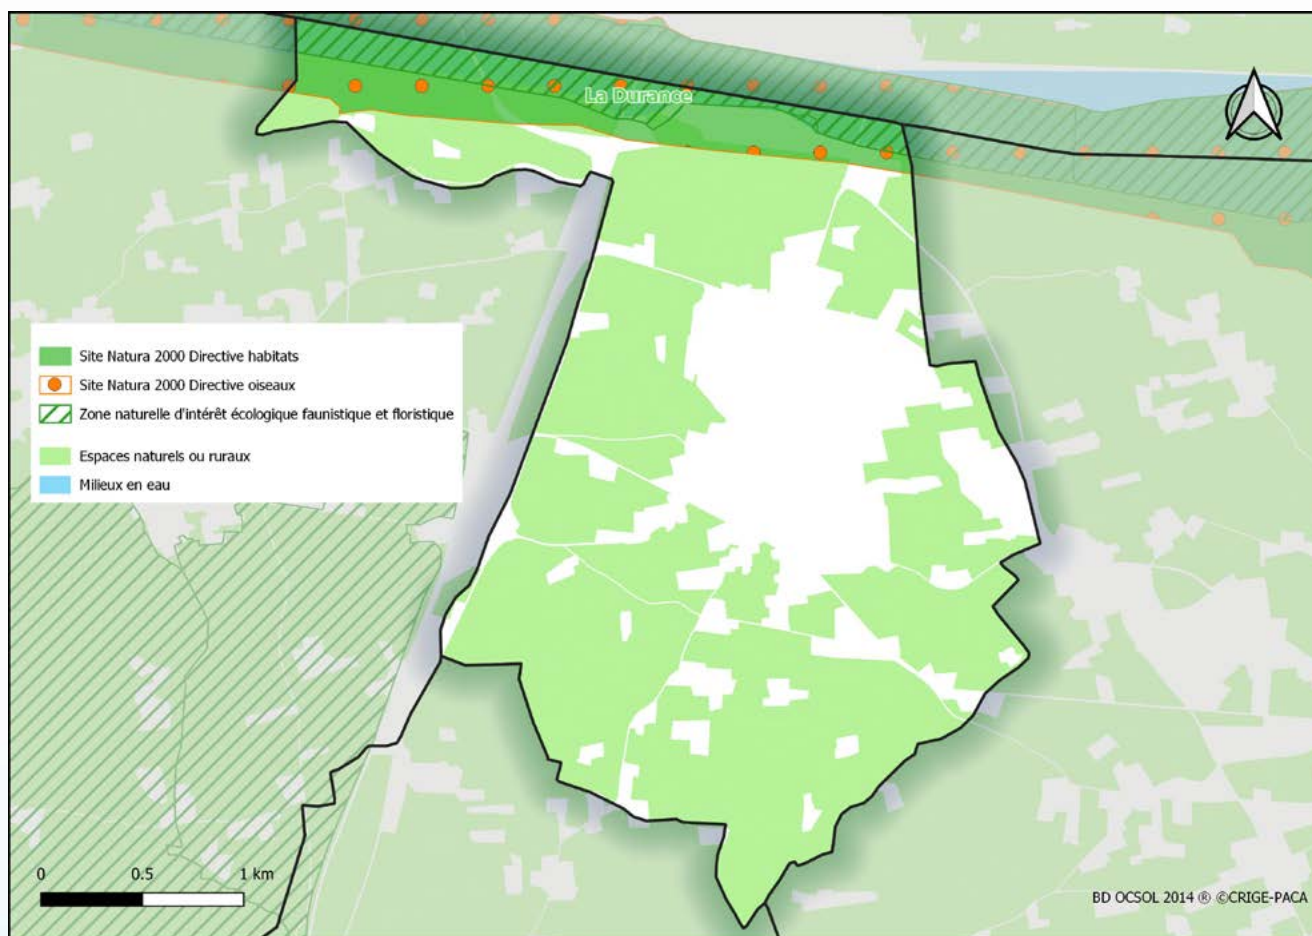 La Durance
Site Natura 2000 Directive habitats
Site Natura 2000 Directive oiseaux
Zone naturelle d'intérêt écologique faunistique et floristique
Espaces naturels ou ruraux
Milieux en eau
0 0.5 1 km
BD OCSOL 2014 ® ©CRIGE-PACA